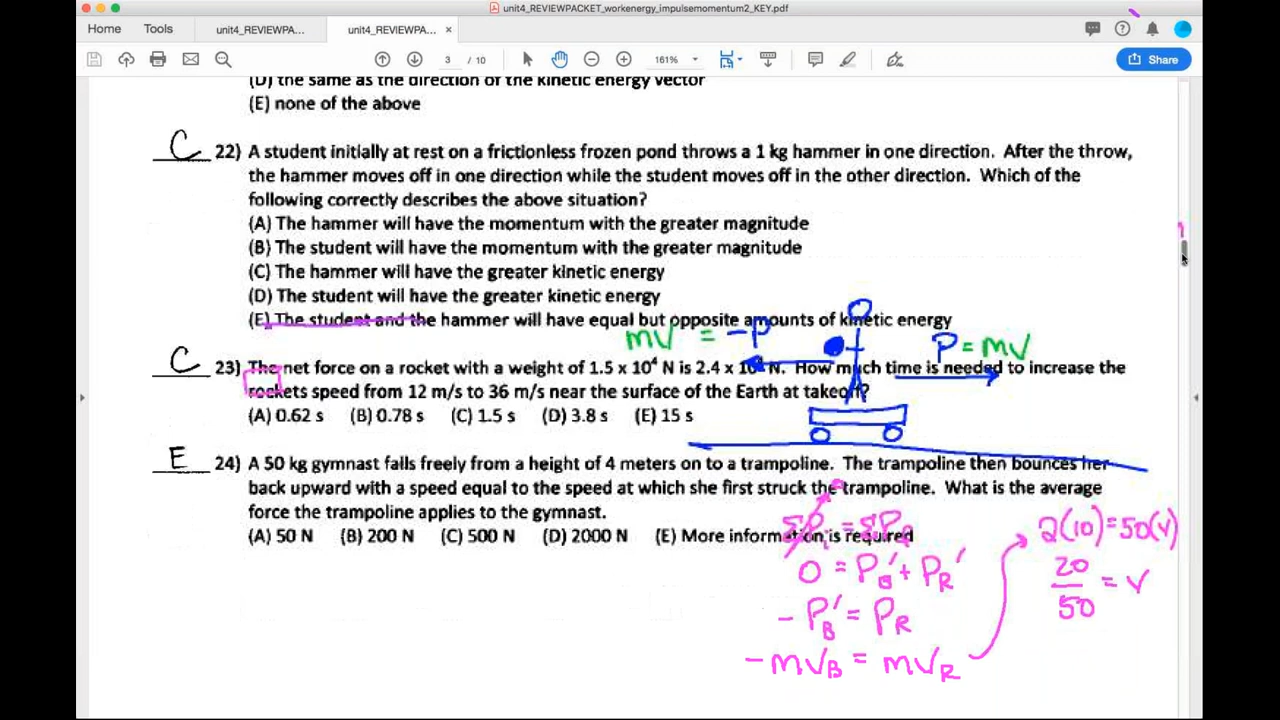 unit4_REVIEWPACKET_workenergy_impulsemomentum2_KEY.pdf
Home Tools unit4_REVIEWPA... unit4_REVIEWPA... ×
3 / 10 161% Share
(D) the same as the direction of the kinetic energy vector
(E) none of the above
C 22) A student initially at rest on a frictionless frozen pond throws a 1 kg hammer in one direction. After the throw,
the hammer moves off in one direction while the student moves off in the other direction. Which of the
following correctly describes the above situation?
(A) The hammer will have the momentum with the greater magnitude
(B) The student will have the momentum with the greater magnitude
(C) The hammer will have the greater kinetic energy
(D) The student will have the greater kinetic energy
(E) The student and the hammer will have equal but opposite amounts of kinetic energy
mV = -P
P = mV
C 23) The net force on a rocket with a weight of 1.5 x 10⁴ N is 2.4 x 10 N. How much time is needed to increase the
rockets speed from 12 m/s to 36 m/s near the surface of the Earth at takeoff?
(A) 0.62 s (B) 0.78 s (C) 1.5 s (D) 3.8 s (E) 15 s
E 24) A 50 kg gymnast falls freely from a height of 4 meters on to a trampoline. The trampoline then bounces her
back upward with a speed equal to the speed at which she first struck the trampoline. What is the average
force the trampoline applies to the gymnast.
(A) 50 N (B) 200 N (C) 500 N (D) 2000 N (E) More information is required
ΣPi = ΣPf
0 = PB' + PR'
-PB' = PR
-mVB = mVR
2(10)=50(V)
20/50 = V